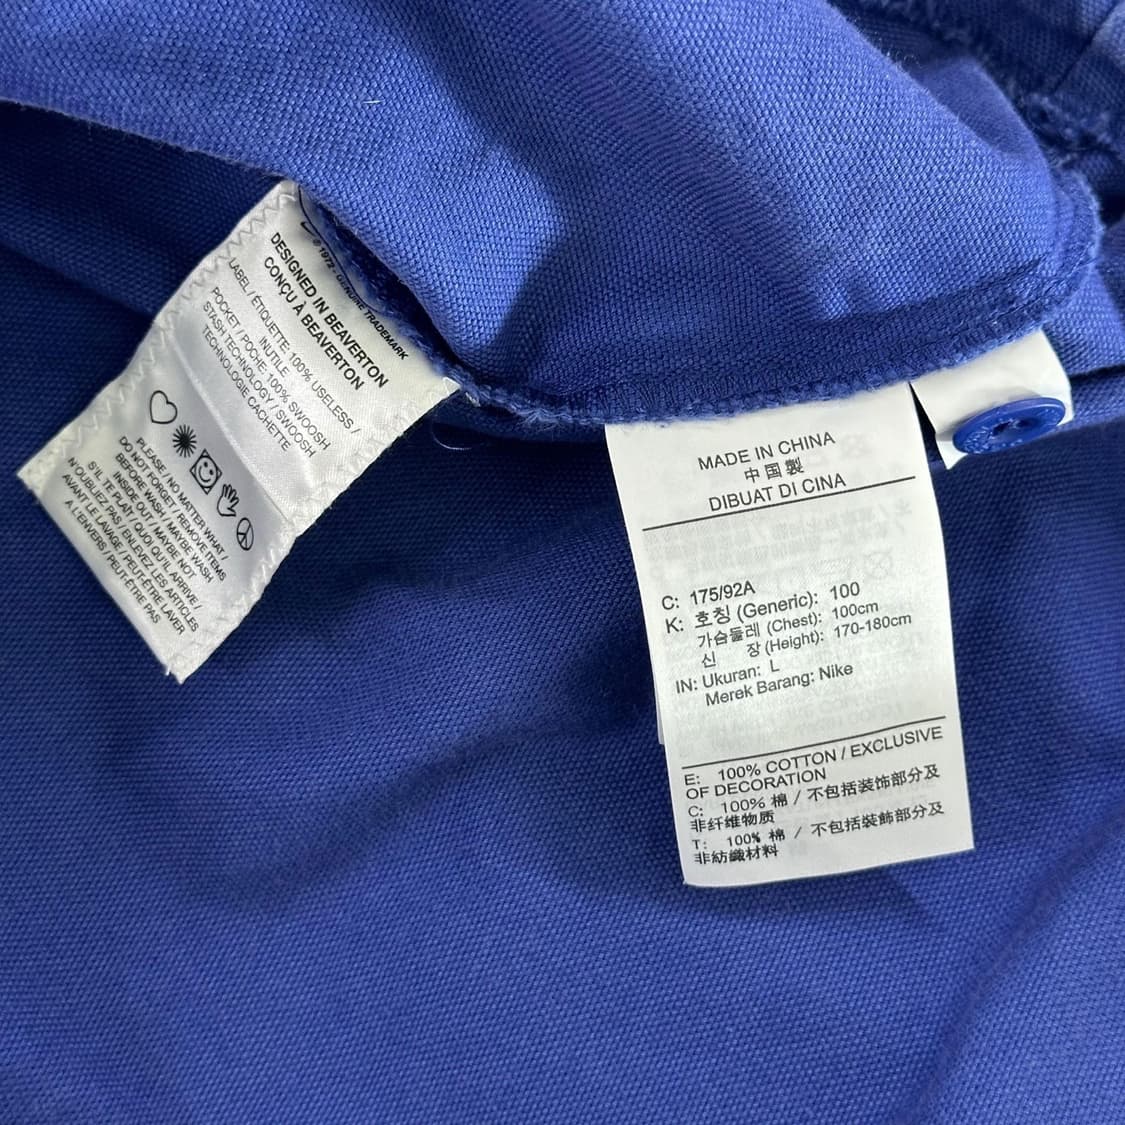 © 1972 · GENUINE TRADEMARK
DESIGNED IN BEAVERTON
CONÇU À BEAVERTON
LABEL / ÉTIQUETTE: 100% USELESS /
INUTILE
POCKET / POCHE: 100% SWOOSH
STASH TECHNOLOGY / SWOOSH
TECHNOLOGIE CACHETTE
PLEASE / NO MATTER WHAT /
DO NOT FORGET / REMOVE ITEMS
BEFORE WASH / MAYBE WASH
INSIDE OUT / MAYBE NOT
S'IL TE PLAÎT / QUOI QU'IL ARRIVE /
N'OUBLIEZ PAS / ENLEVEZ LES ARTICLES
AVANT LE LAVAGE / PEUT-ÊTRE LAVER
À L'ENVERS / PEUT-ÊTRE PAS
MADE IN CHINA
中国製
DIBUAT DI CINA
C: 175/92A
K: 호칭 (Generic): 100
가슴둘레 (Chest): 100cm
신 장 (Height): 170-180cm
IN: Ukuran: L
Merek Barang: Nike
E: 100% COTTON / EXCLUSIVE
OF DECORATION
C: 100% 棉 / 不包括装饰部分及
非纤维物质
T: 100% 棉 / 不包括裝飾部分及
非紡織材料